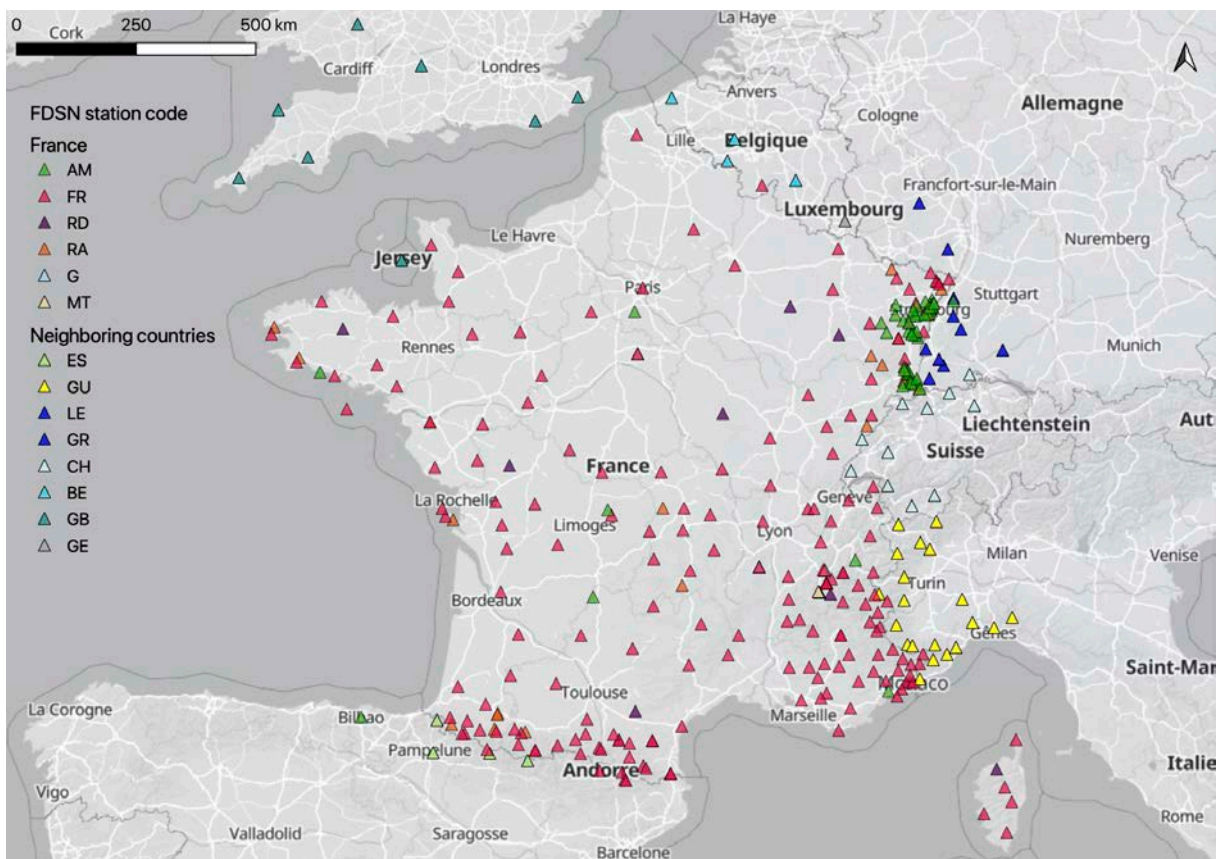 0 250 500 km
FDSN station code
France
AM
FR
RD
RA
G
MT
Neighboring countries
ES
GU
LE
GR
CH
BE
GB
GE
Cork
La Haye
Cardiff
Londres
Anvers
Cologne
Allemagne
Lille
Belgique
Francfort-sur-le-Main
Luxembourg
Le Havre
Nuremberg
Jersey
Paris
Stuttgart
Rennes
Munich
Liechtenstein
Aut
Suisse
France
La Rochelle
Genève
Limoges
Lyon
Milan
Venise
Turin
Bordeaux
Gênes
Saint-Mar
Toulouse
Monaco
La Corogne
Bilbao
Marseille
Pampelune
Andorre
Italie
Vigo
Valladolid
Saragosse
Rome
Barcelone